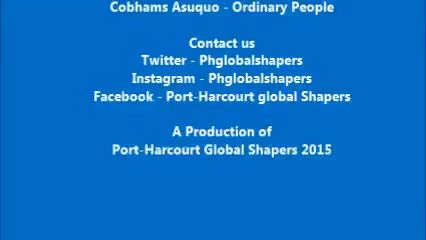 Cobhams Asuquo - Ordinary People
Contact us
Twitter - Phglobalshapers
Instagram - Phglobalshapers
Facebook - Port-Harcourt global Shapers
A Production of
Port-Harcourt Global Shapers 2015